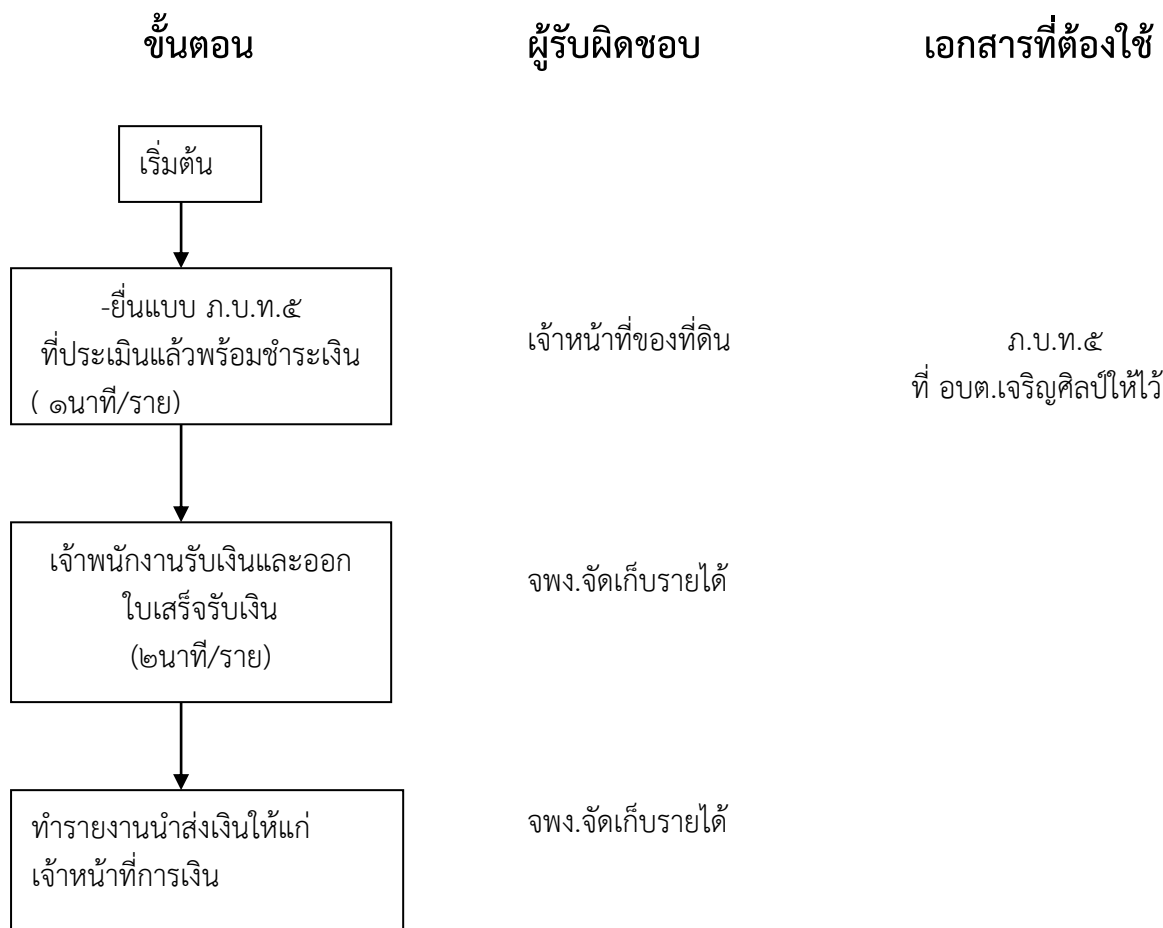 ขั้นตอน ผู้รับผิดชอบ เอกสารที่ต้องใช้
เริ่มต้น
-ยื่นแบบ ภ.บ.ท.๕
ที่ประเมินแล้วพร้อมชำระเงิน
( ๑นาที/ราย)
เจ้าหน้าที่ของที่ดิน
ภ.บ.ท.๕
ที่ อบต.เจริญศิลป์ให้ไว้
เจ้าพนักงานรับเงินและออก
ใบเสร็จรับเงิน
(๒นาที/ราย)
จพง.จัดเก็บรายได้
ทำรายงานนำส่งเงินให้แก่
เจ้าหน้าที่การเงิน
จพง.จัดเก็บรายได้